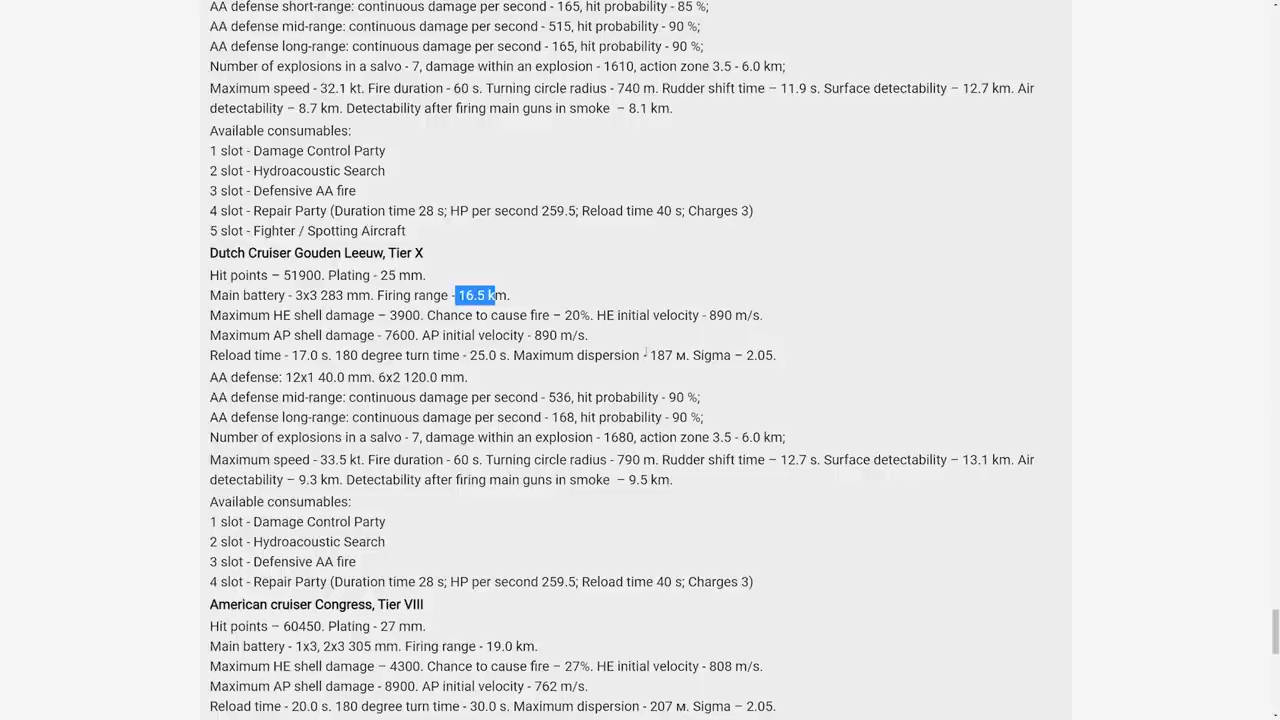 AA defense short-range: continuous damage per second - 165, hit probability - 85 %;
AA defense mid-range: continuous damage per second - 515, hit probability - 90 %;
AA defense long-range: continuous damage per second - 165, hit probability - 90 %;
Number of explosions in a salvo - 7, damage within an explosion - 1610, action zone 3.5 - 6.0 km;
Maximum speed - 32.1 kt. Fire duration - 60 s. Turning circle radius - 740 m. Rudder shift time – 11.9 s. Surface detectability – 12.7 km. Air
detectability – 8.7 km. Detectability after firing main guns in smoke  – 8.1 km.
Available consumables:
1 slot - Damage Control Party
2 slot - Hydroacoustic Search
3 slot - Defensive AA fire
4 slot - Repair Party (Duration time 28 s; HP per second 259.5; Reload time 40 s; Charges 3)
5 slot - Fighter / Spotting Aircraft
Dutch Cruiser Gouden Leeuw, Tier X
Hit points – 51900. Plating - 25 mm.
Main battery - 3x3 283 mm. Firing range - 16.5 km.
Maximum HE shell damage – 3900. Chance to cause fire – 20%. HE initial velocity - 890 m/s.
Maximum AP shell damage - 7600. AP initial velocity - 890 m/s.
Reload time - 17.0 s. 180 degree turn time - 25.0 s. Maximum dispersion - 187 м. Sigma – 2.05.
AA defense: 12x1 40.0 mm. 6x2 120.0 mm.
AA defense mid-range: continuous damage per second - 536, hit probability - 90 %;
AA defense long-range: continuous damage per second - 168, hit probability - 90 %;
Number of explosions in a salvo - 7, damage within an explosion - 1680, action zone 3.5 - 6.0 km;
Maximum speed - 33.5 kt. Fire duration - 60 s. Turning circle radius - 790 m. Rudder shift time – 12.7 s. Surface detectability – 13.1 km. Air
detectability – 9.3 km. Detectability after firing main guns in smoke  – 9.5 km.
Available consumables:
1 slot - Damage Control Party
2 slot - Hydroacoustic Search
3 slot - Defensive AA fire
4 slot - Repair Party (Duration time 28 s; HP per second 259.5; Reload time 40 s; Charges 3)
American cruiser Congress, Tier VIII
Hit points – 60450. Plating - 27 mm.
Main battery - 1x3, 2x3 305 mm. Firing range - 19.0 km.
Maximum HE shell damage – 4300. Chance to cause fire – 27%. HE initial velocity - 808 m/s.
Maximum AP shell damage - 8900. AP initial velocity - 762 m/s.
Reload time - 20.0 s. 180 degree turn time - 30.0 s. Maximum dispersion - 207 м. Sigma – 2.05.